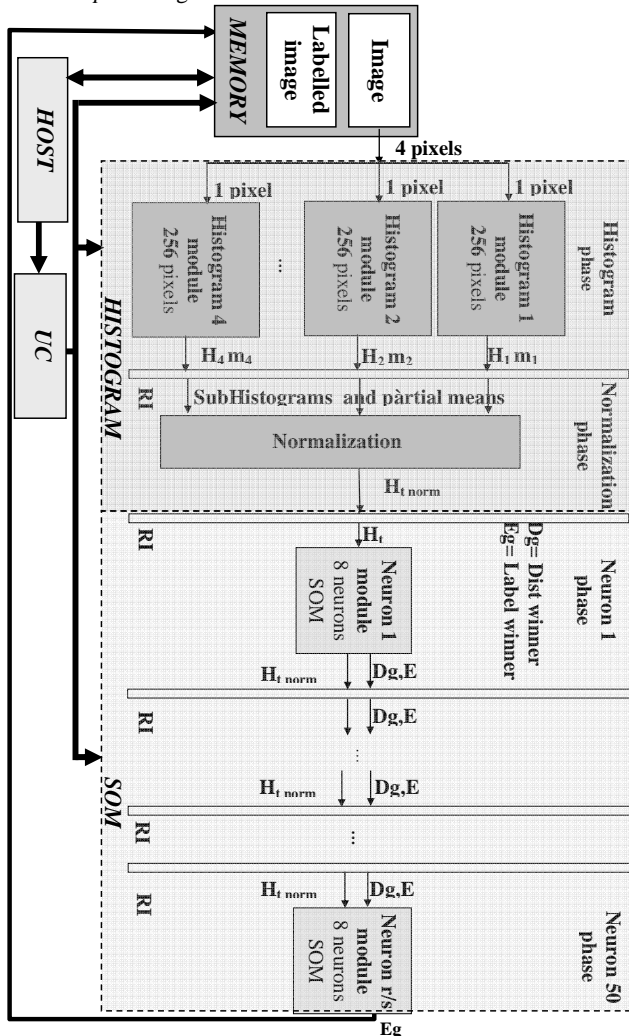 MEMORY
Labelled
image
Image
HOST
UC
4 pixels
HISTOGRAM
1 pixel
1 pixel
1 pixel
Histogram 4
module
256 pixels
...
Histogram 2
module
256 pixels
Histogram 1
module
256 pixels
Histogram
phase
H4 m4
H2 m2
H1 m1
RI
SubHistograms and pàrtial means
Normalization
Normalization
phase
Ht norm
RI
Ht
Dg= Dist winner
Eg= Label winner
Neuron 1
phase
Neuron 1
module
8 neurons
SOM
Ht norm
Dg,E
RI
Dg,E
...
SOM
Ht norm
Dg,E
RI
...
Ht norm
Dg,E
RI
Neuron r/s
module
8 neurons
SOM
Neuron 50
phase
Eg